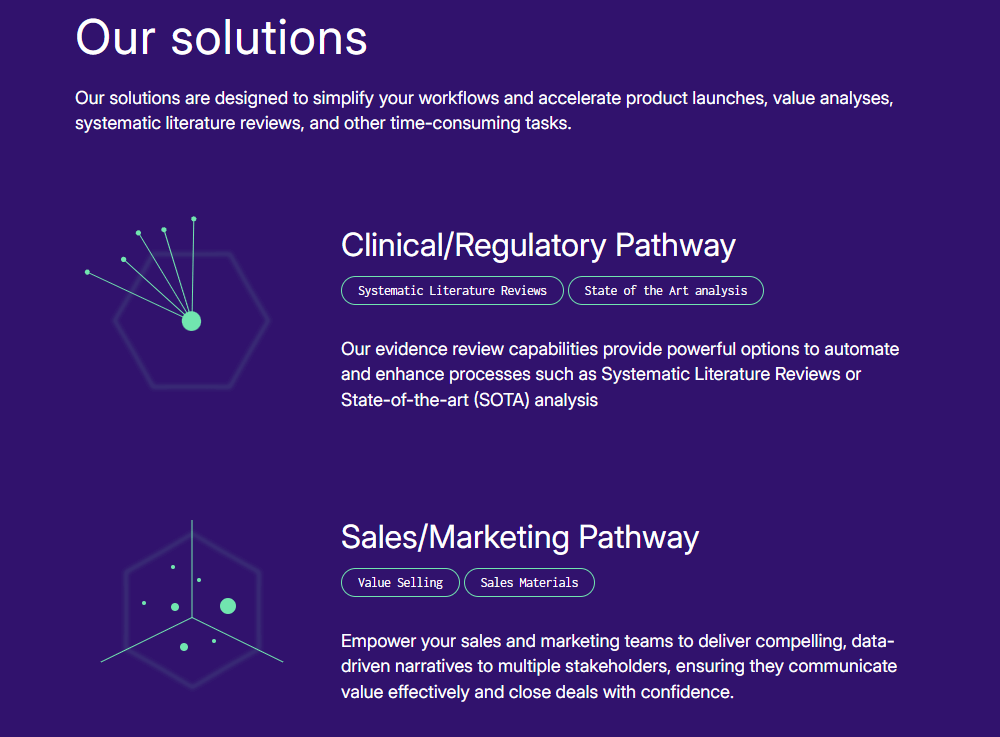 Our solutions
Our solutions are designed to simplify your workflows and accelerate product launches, value analyses,
systematic literature reviews, and other time-consuming tasks.
Clinical/Regulatory Pathway
Systematic Literature Reviews State of the Art analysis
Our evidence review capabilities provide powerful options to automate
and enhance processes such as Systematic Literature Reviews or
State-of-the-art (SOTA) analysis
Sales/Marketing Pathway
Value Selling Sales Materials
Empower your sales and marketing teams to deliver compelling, data-
driven narratives to multiple stakeholders, ensuring they communicate
value effectively and close deals with confidence.